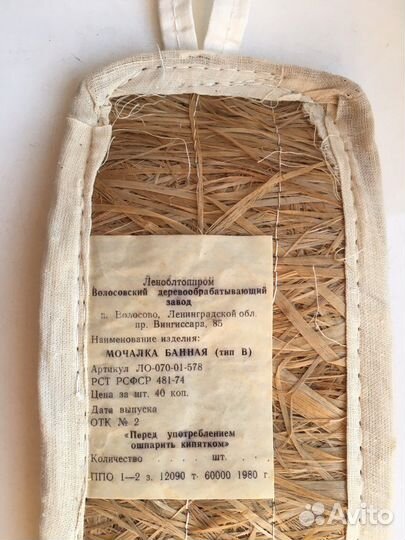 Леноблтоппром
Волосовский деревообрабатывающий
завод
п. Волосово, Ленинградской обл.
пр. Вингиссара, 85
Наименование изделия:
МОЧАЛКА БАННАЯ (тип В)
Артикул ЛО-070-01-578
РСТ РСФСР 481-74
Цена за шт. 40 коп.
Дата выпуска
ОТК № 2
«Перед употреблением
ошпарить кипятком»
Количество . . . . шт. . . .
ППО 1—2 з. 12090 т. 60000 1980 г.
Avito